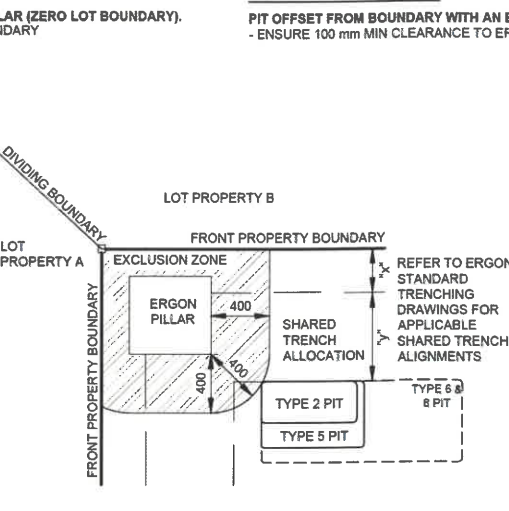 LAR (ZERO LOT BOUNDARY).
NDARY
PIT OFFSET FROM BOUNDARY WITH AN E
- ENSURE 100 mm MIN CLEARANCE TO ER
DIVIDING BOUNDARY
LOT PROPERTY B
LOT
PROPERTY A
FRONT PROPERTY BOUNDARY
EXCLUSION ZONE
ERGON
PILLAR
400
400
400
FRONT PROPERTY BOUNDARY
SHARED
TRENCH
ALLOCATION
"x"
"y"
REFER TO ERGON
STANDARD
TRENCHING
DRAWINGS FOR
APPLICABLE
SHARED TRENCH
ALIGNMENTS
TYPE 2 PIT
TYPE 5 PIT
TYPE 6 &
8 PIT